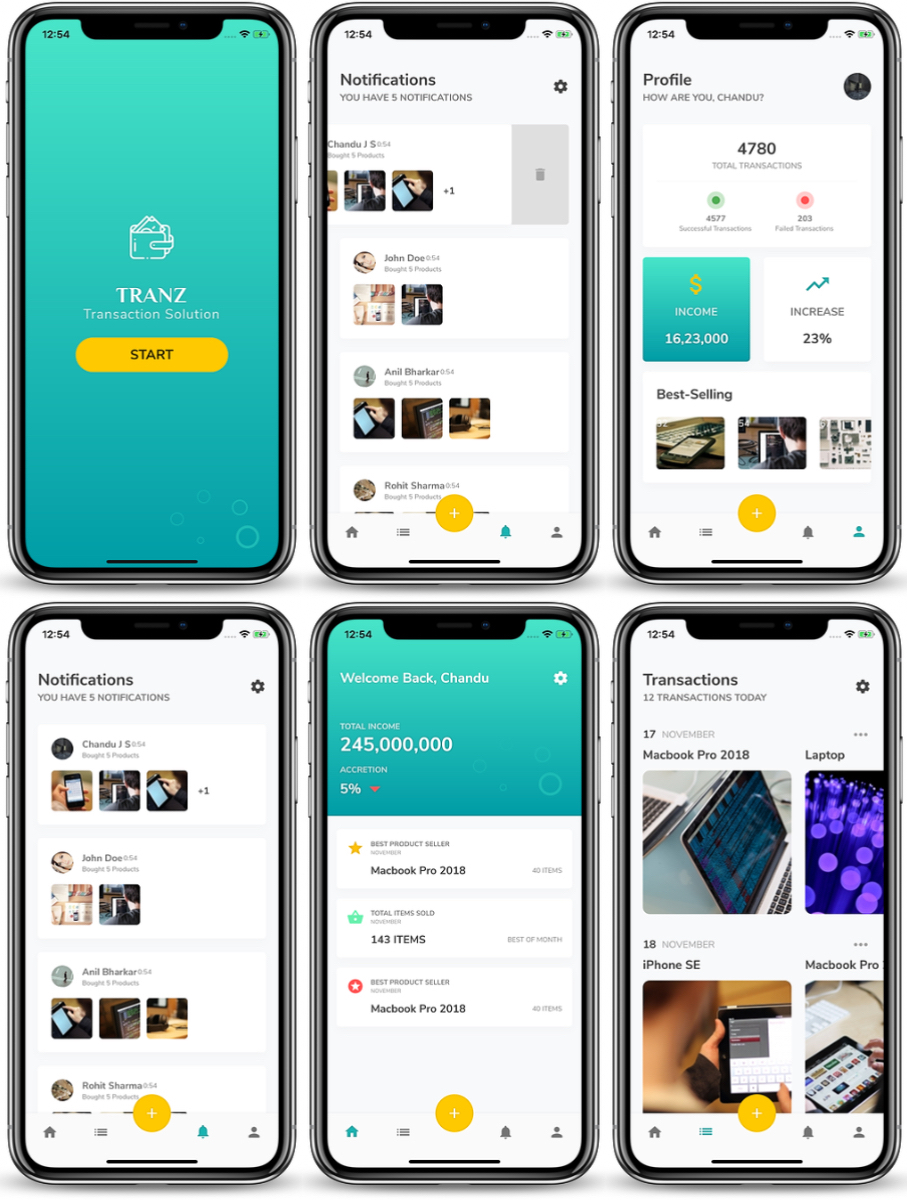 12:54
TRANZ
Transaction Solution
START
12:54
Notifications
YOU HAVE 5 NOTIFICATIONS
Chandu J S 0:54
Bought 5 Products
+1
John Doe 0:54
Bought 5 Products
Anil Bharkar 0:54
Bought 5 Products
Rohit Sharma 0:54
Bought 5 Products
+
12:54
Profile
HOW ARE YOU, CHANDU?
4780
TOTAL TRANSACTIONS
4577
Successful Transactions
203
Failed Transactions
$
INCOME
16,23,000
INCREASE
23%
Best-Selling
+
12:54
Notifications
YOU HAVE 5 NOTIFICATIONS
Chandu J S 0:54
Bought 5 Products
+1
John Doe 0:54
Bought 5 Products
Anil Bharkar 0:54
Bought 5 Products
Rohit Sharma 0:54
Bought 5 Products
+
12:54
Welcome Back, Chandu
TOTAL INCOME
245,000,000
ACCRETION
5%
BEST PRODUCT SELLER
NOVEMBER
Macbook Pro 2018 40 ITEMS
TOTAL ITEMS SOLD
NOVEMBER
143 ITEMS BEST OF MONTH
BEST PRODUCT SELLER
NOVEMBER
Macbook Pro 2018 40 ITEMS
+
12:54
Transactions
12 TRANSACTIONS TODAY
17 NOVEMBER
Macbook Pro 2018 Laptop
18 NOVEMBER
iPhone SE Macbook Pro
+